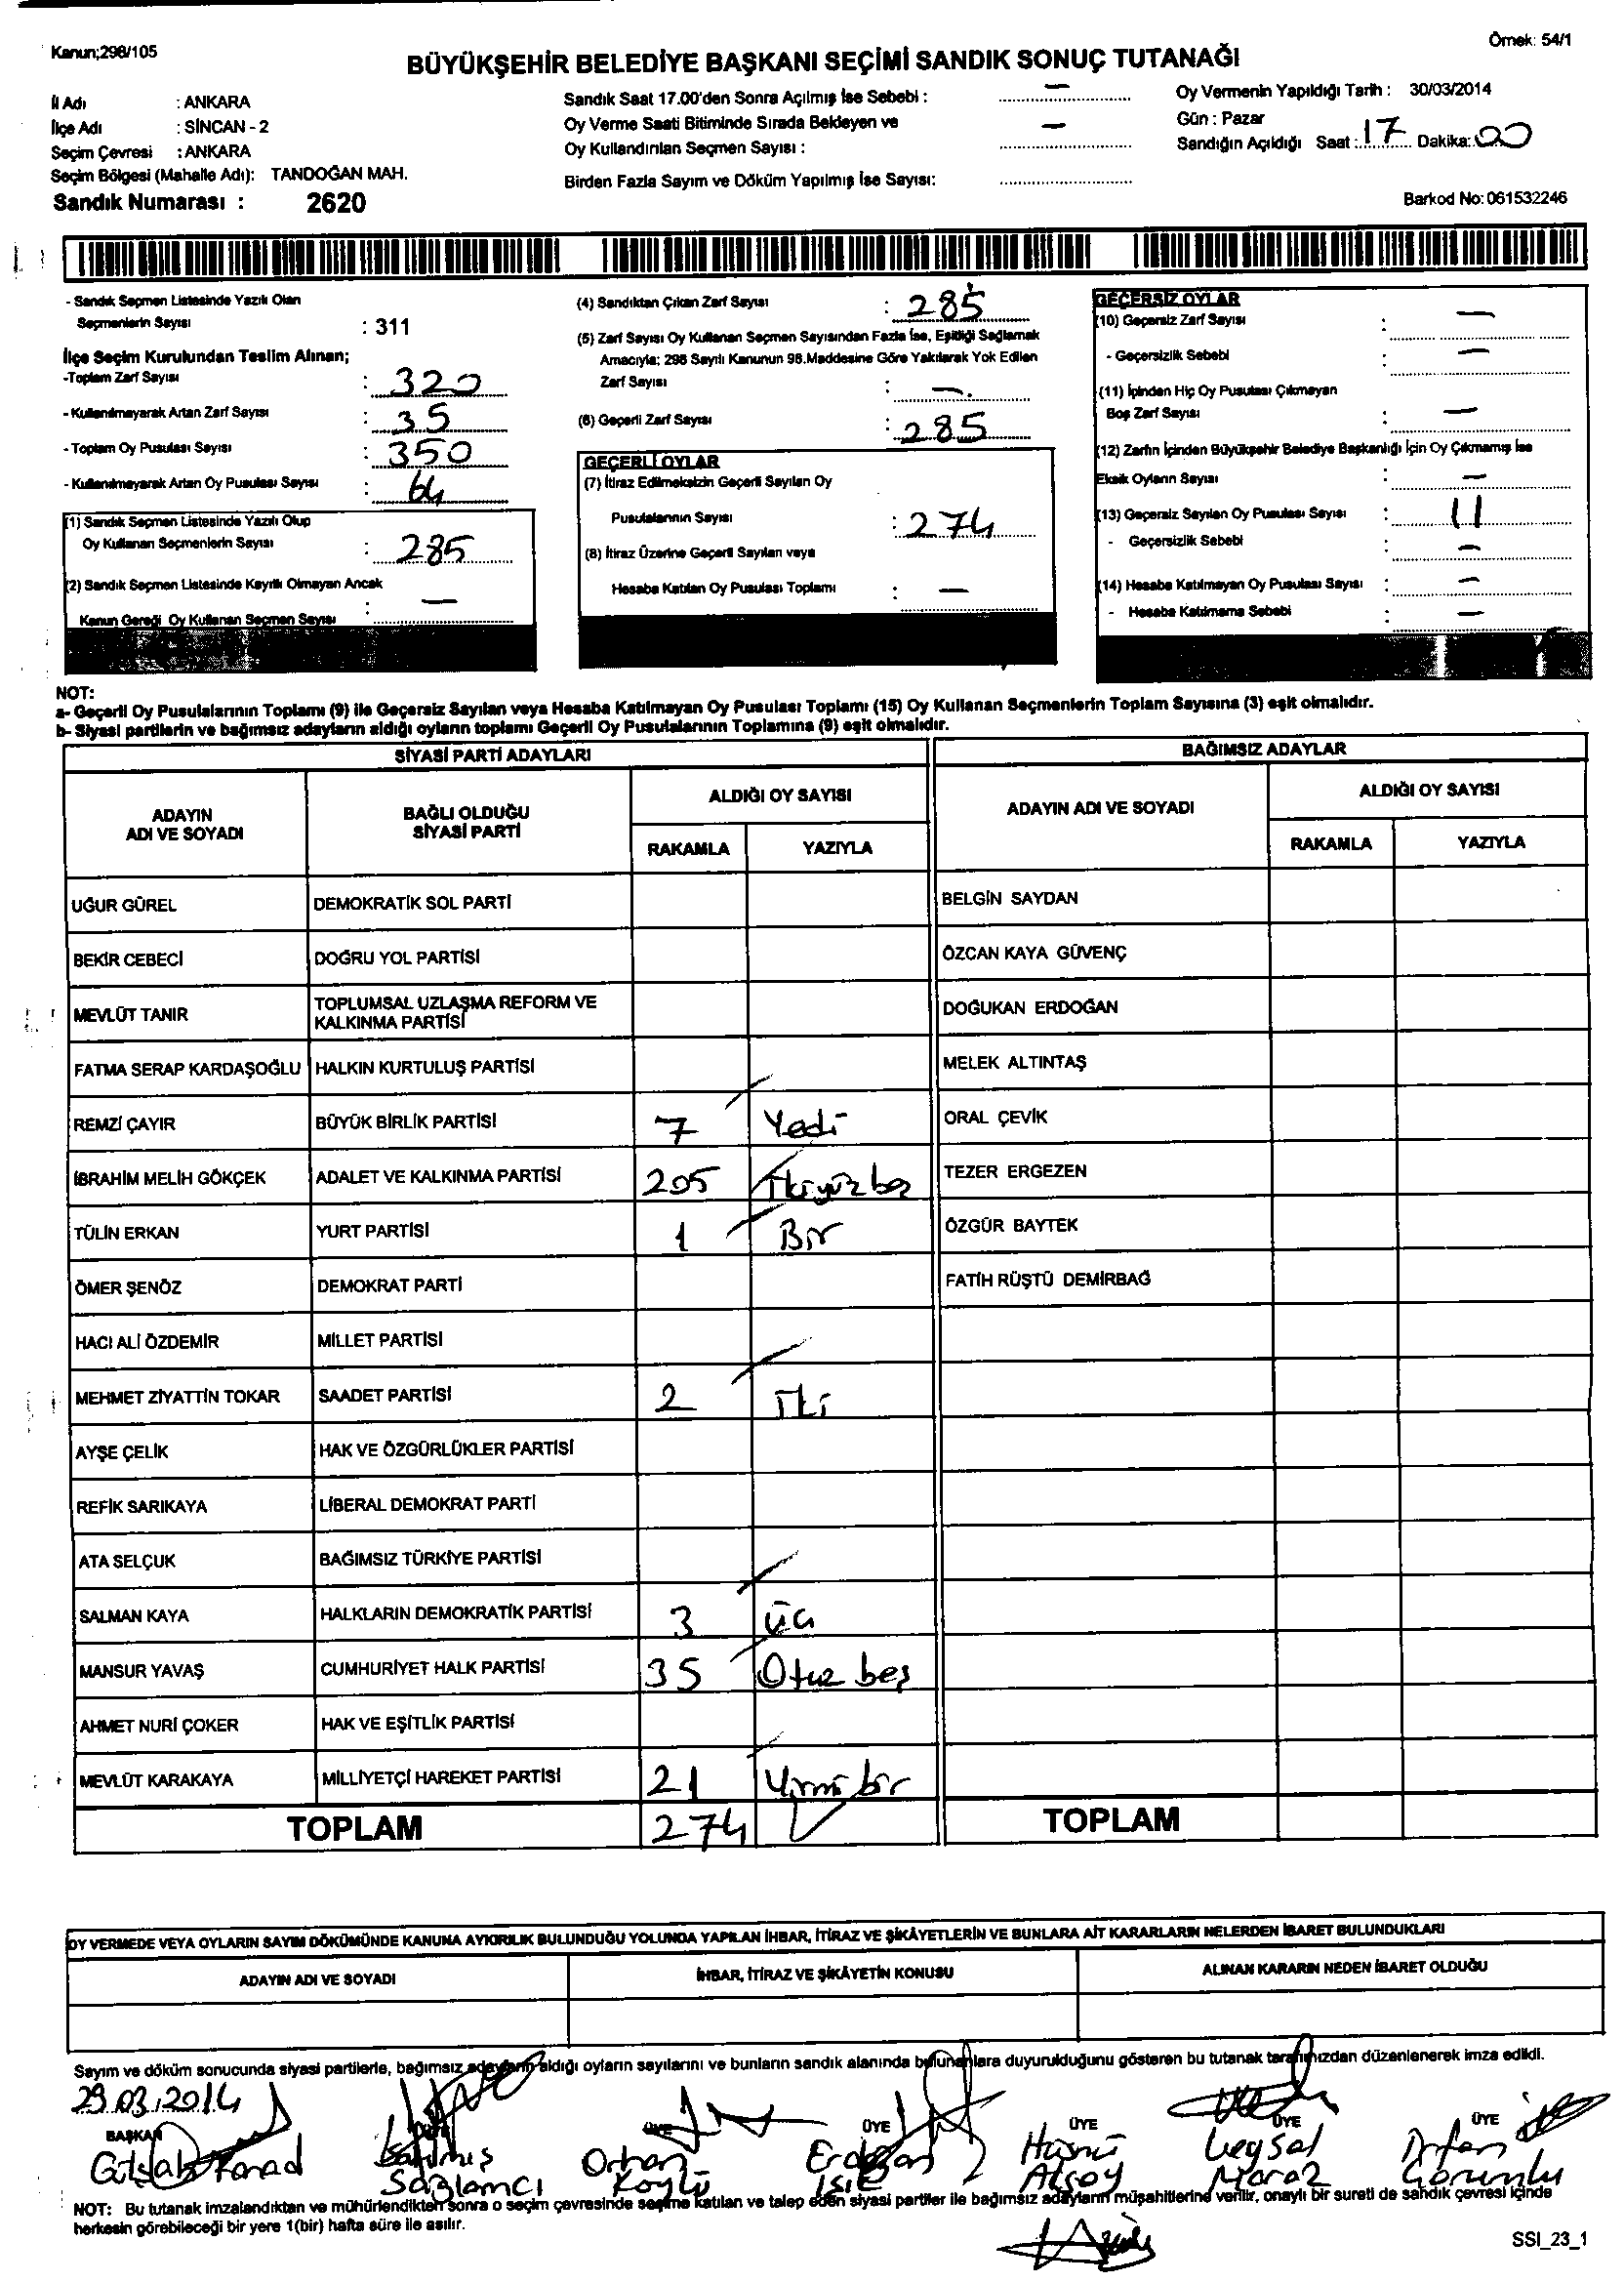 Kanun;298/105
Örnek: 54/1
BÜYÜKŞEHİR BELEDİYE BAŞKANI SEÇİMİ SANDIK SONUÇ TUTANAĞI
İl Adı : ANKARA
İlçe Adı : SİNCAN - 2
Seçim Çevresi : ANKARA
Seçim Bölgesi (Mahalle Adı): TANDOĞAN MAH.
Sandık Numarası : 2620
Sandık Saat 17.00'den Sonra Açılmış İse Sebebi : —
Oy Verme Saati Bitiminde Sırada Bekleyen ve
Oy Kullandırılan Seçmen Sayısı : —
Birden Fazla Sayım ve Döküm Yapılmış İse Sayısı:
Oy Vermenin Yapıldığı Tarih : 30/03/2014
Gün : Pazar
Sandığın Açıldığı Saat : 17 Dakika: 00
Barkod No: 061532246
- Sandık Seçmen Listesinde Yazılı Olan
Seçmenlerin Sayısı : 311
İlçe Seçim Kurulundan Teslim Alınan;
-Toplam Zarf Sayısı : 320
- Kullanılmayarak Artan Zarf Sayısı : 35
- Toplam Oy Pusulası Sayısı : 350
- Kullanılmayarak Artan Oy Pusulası Sayısı : 64
(1) Sandık Seçmen Listesinde Yazılı Olup
Oy Kullanan Seçmenlerin Sayısı : 285
(2) Sandık Seçmen Listesinde Kayıtlı Olmayan Ancak
Kanun Gereği Oy Kullanan Seçmen Sayısı : —
(4) Sandıktan Çıkan Zarf Sayısı : 285
(5) Zarf Sayısı Oy Kullanan Seçmen Sayısından Fazla İse, Eşitliği Sağlamak
Amacıyla; 298 Sayılı Kanunun 98.Maddesine Göre Yakılarak Yok Edilen
Zarf Sayısı : —.
(6) Geçerli Zarf Sayısı : 285
GEÇERLİ OYLAR
(7) İtiraz Edilmeksizin Geçerli Sayılan Oy
Pusulalarının Sayısı : 274
(8) İtiraz Üzerine Geçerli Sayılan veya
Hesaba Katılan Oy Pusulası Toplamı : —
GEÇERSİZ OYLAR
(10) Geçersiz Zarf Sayısı : —
- Geçersizlik Sebebi : —
(11) İçinden Hiç Oy Pusulası Çıkmayan
Boş Zarf Sayısı : —
(12) Zarfın İçinden Büyükşehir Belediye Başkanlığı İçin Oy Çıkmamış İse
Eksik Oyların Sayısı : —
(13) Geçersiz Sayılan Oy Pusulası Sayısı : 11
- Geçersizlik Sebebi : —
(14) Hesaba Katılmayan Oy Pusulası Sayısı : —
- Hesaba Katılmama Sebebi : —
NOT:
a- Geçerli Oy Pusulalarının Toplamı (9) ile Geçersiz Sayılan veya Hesaba Katılmayan Oy Pusulası Toplamı (15) Oy Kullanan Seçmenlerin Toplam Sayısına (3) eşit olmalıdır.
b- Siyasi partilerin ve bağımsız adayların aldığı oyların toplamı Geçerli Oy Pusulalarının Toplamına (9) eşit olmalıdır.
SİYASİ PARTİ ADAYLARI
BAĞIMSIZ ADAYLAR
ADAYIN ADI VE SOYADI
BAĞLI OLDUĞU SİYASİ PARTİ
ALDIĞI OY SAYISI
RAKAMLA YAZIYLA
ADAYIN ADI VE SOYADI
ALDIĞI OY SAYISI
RAKAMLA YAZIYLA
UĞUR GÜREL DEMOKRATİK SOL PARTİ BELGİN SAYDAN
BEKİR CEBECİ DOĞRU YOL PARTİSİ ÖZCAN KAYA GÜVENÇ
MEVLÜT TANIR TOPLUMSAL UZLAŞMA REFORM VE KALKINMA PARTİSİ DOĞUKAN ERDOĞAN
FATMA SERAP KARDAŞOĞLU HALKIN KURTULUŞ PARTİSİ MELEK ALTINTAŞ
REMZİ ÇAYIR BÜYÜK BİRLİK PARTİSİ 7 Yedi ORAL ÇEVİK
İBRAHİM MELİH GÖKÇEK ADALET VE KALKINMA PARTİSİ 205 İkiyüz beş TEZER ERGEZEN
TÜLİN ERKAN YURT PARTİSİ 1 Bir ÖZGÜR BAYTEK
ÖMER ŞENÖZ DEMOKRAT PARTİ FATİH RÜŞTÜ DEMİRBAĞ
HACI ALİ ÖZDEMİR MİLLET PARTİSİ
MEHMET ZİYATTİN TOKAR SAADET PARTİSİ 2 İki
AYŞE ÇELİK HAK VE ÖZGÜRLÜKLER PARTİSİ
REFİK SARIKAYA LİBERAL DEMOKRAT PARTİ
ATA SELÇUK BAĞIMSIZ TÜRKİYE PARTİSİ
SALMAN KAYA HALKLARIN DEMOKRATİK PARTİSİ 3 üç
MANSUR YAVAŞ CUMHURİYET HALK PARTİSİ 35 Otuz beş
AHMET NURİ ÇOKER HAK VE EŞİTLİK PARTİSİ
MEVLÜT KARAKAYA MİLLİYETÇİ HAREKET PARTİSİ 21 Yirmi bir
TOPLAM 274 TOPLAM
OY VERMEDE VEYA OYLARIN SAYIM DÖKÜMÜNDE KANUNA AYKIRILIK BULUNDUĞU YOLUNDA YAPILAN İHBAR, İTİRAZ VE ŞİKÂYETLERİN VE BUNLARA AİT KARARLARIN NELERDEN İBARET BULUNDUKLARI
ADAYIN ADI VE SOYADI İHBAR, İTİRAZ VE ŞİKÂYETİN KONUSU ALINAN KARARIN NEDEN İBARET OLDUĞU
Sayım ve döküm sonucunda siyasi partilerle, bağımsız adayların aldığı oyların sayılarını ve bunların sandık alanında bulunanlara duyurulduğunu gösteren bu tutanak tarafımızdan düzenlenerek imza edildi.
29.03.2014
BAŞKAN ÜYE ÜYE ÜYE ÜYE ÜYE
Orhan Hüsnü Veysal
Sağlamcı Köylü Işık Aksoy Maraz Görümlu
NOT: Bu tutanak imzalandıktan ve mühürlendikten sonra o seçim çevresinde seçime katılan ve talep eden siyasi partiler ile bağımsız adayların müşahitlerine verilir, onaylı bir sureti de sandık çevresi içinde
herkesin görebileceği bir yere 1(bir) hafta süre ile asılır.
SSI_23_1